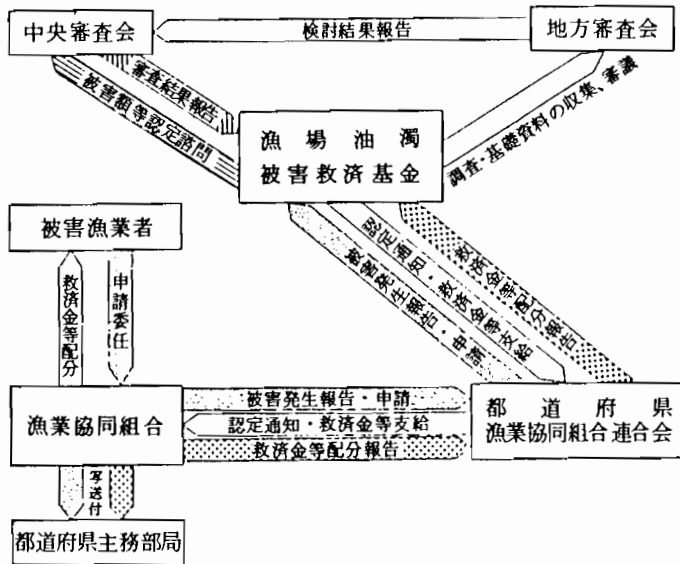 中央審査会
検討結果報告
地方審査会
審査結果報告
被害額等認定諮問
調査・基礎資料の収集、審議
漁場油濁
被害救済基金
被害漁業者
救済金等配分
申請委任
被害発生報告・申請
認定通知・救済金等支給
救済金等配分報告
漁業協同組合
被害発生報告・申請
認定通知・救済金等支給
救済金等配分報告
都道府県
漁業協同組合連合会
写送付
都道府県主務部局